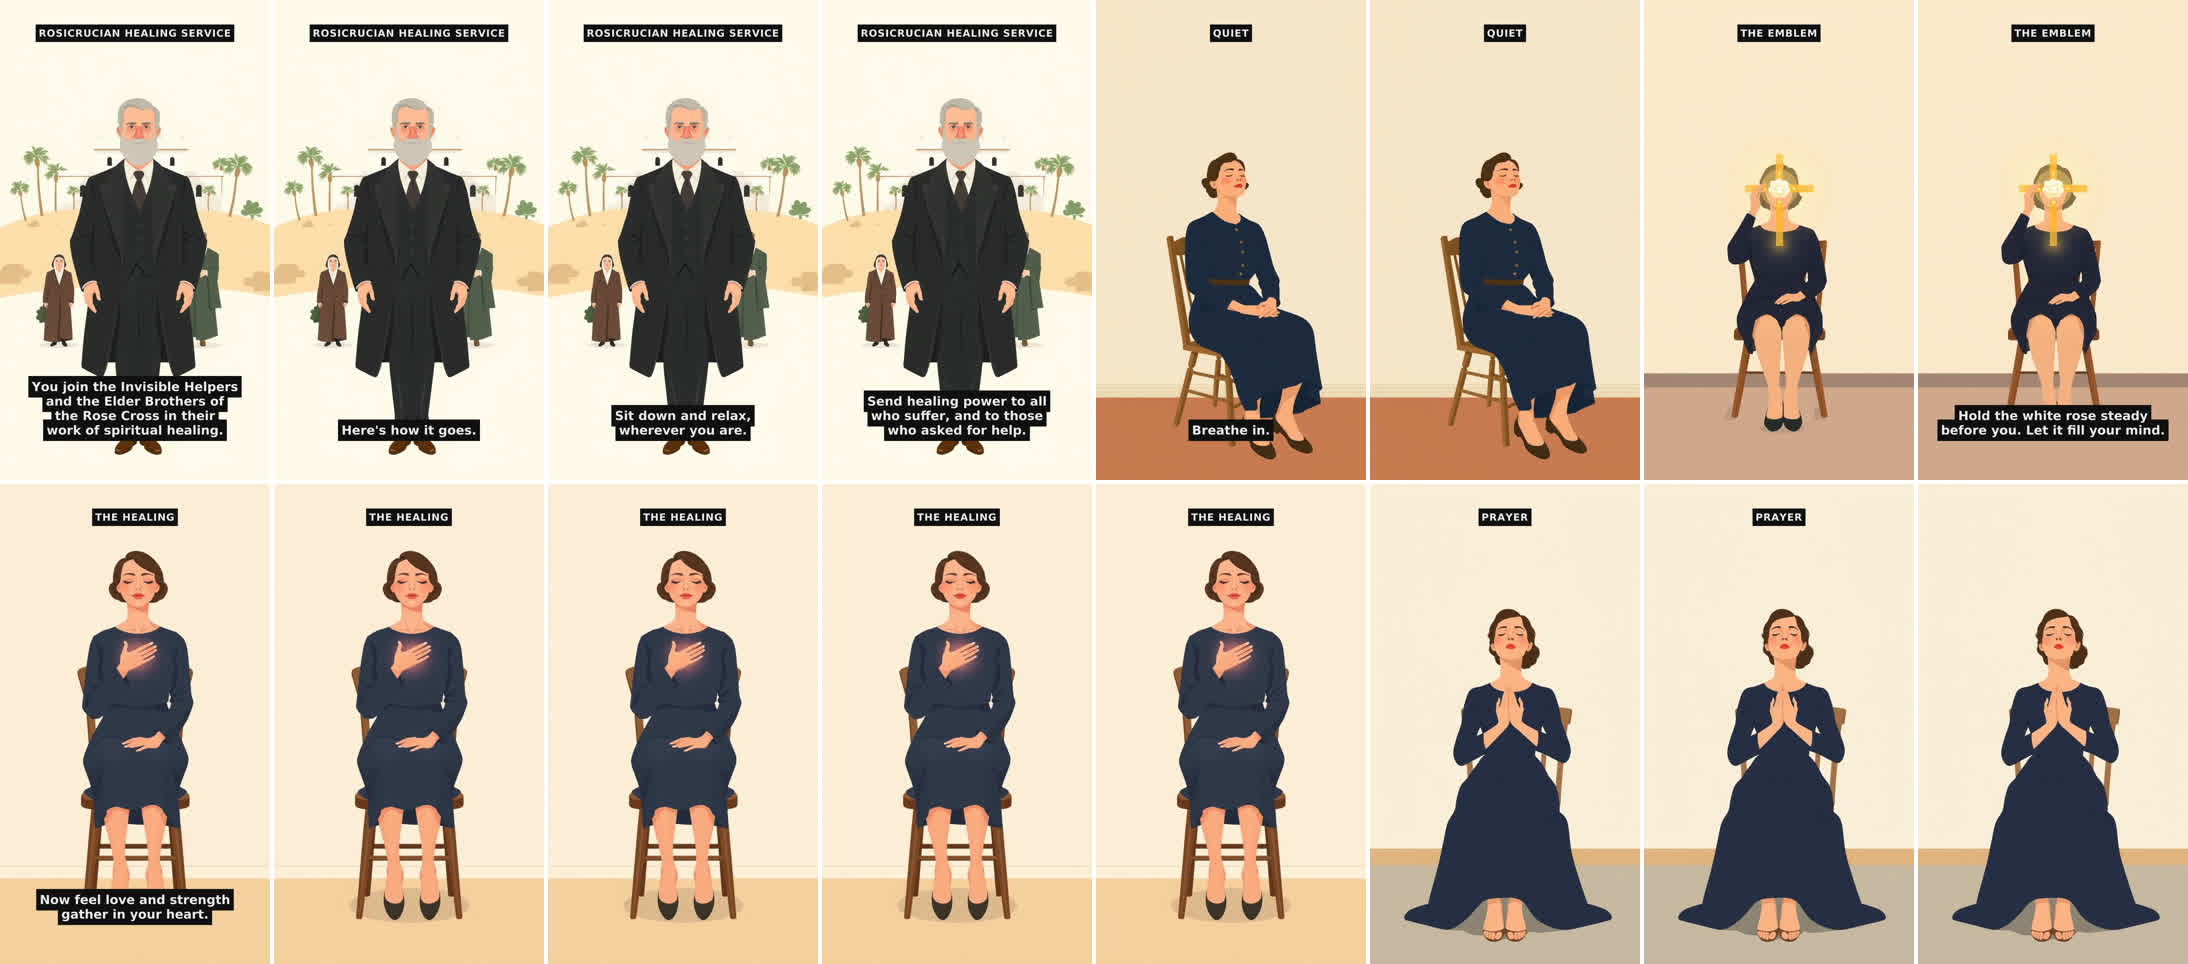 ROSICRUCIAN HEALING SERVICE
You join the Invisible Helpers
and the Elder Brothers of
the Rose Cross in their
work of spiritual healing.
ROSICRUCIAN HEALING SERVICE
Here's how it goes.
ROSICRUCIAN HEALING SERVICE
Sit down and relax,
wherever you are.
ROSICRUCIAN HEALING SERVICE
Send healing power to all
who suffer, and to those
who asked for help.
QUIET
Breathe in.
QUIET
THE EMBLEM
THE EMBLEM
Hold the white rose steady
before you. Let it fill your mind.
THE HEALING
Now feel love and strength
gather in your heart.
THE HEALING
THE HEALING
THE HEALING
THE HEALING
PRAYER
PRAYER